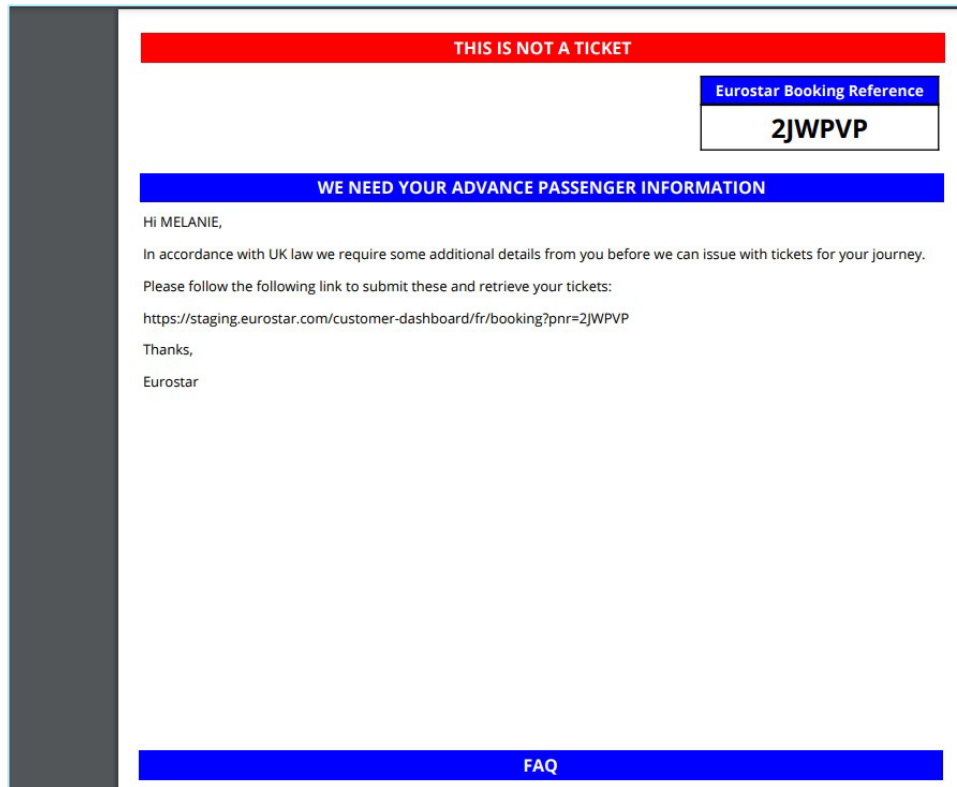 THIS IS NOT A TICKET
Eurostar Booking Reference
2JWPVP
WE NEED YOUR ADVANCE PASSENGER INFORMATION
Hi MELANIE,
In accordance with UK law we require some additional details from you before we can issue with tickets for your journey.
Please follow the following link to submit these and retrieve your tickets:
https://staging.eurostar.com/customer-dashboard/fr/booking?pnr=2JWPVP
Thanks,
Eurostar
FAQ